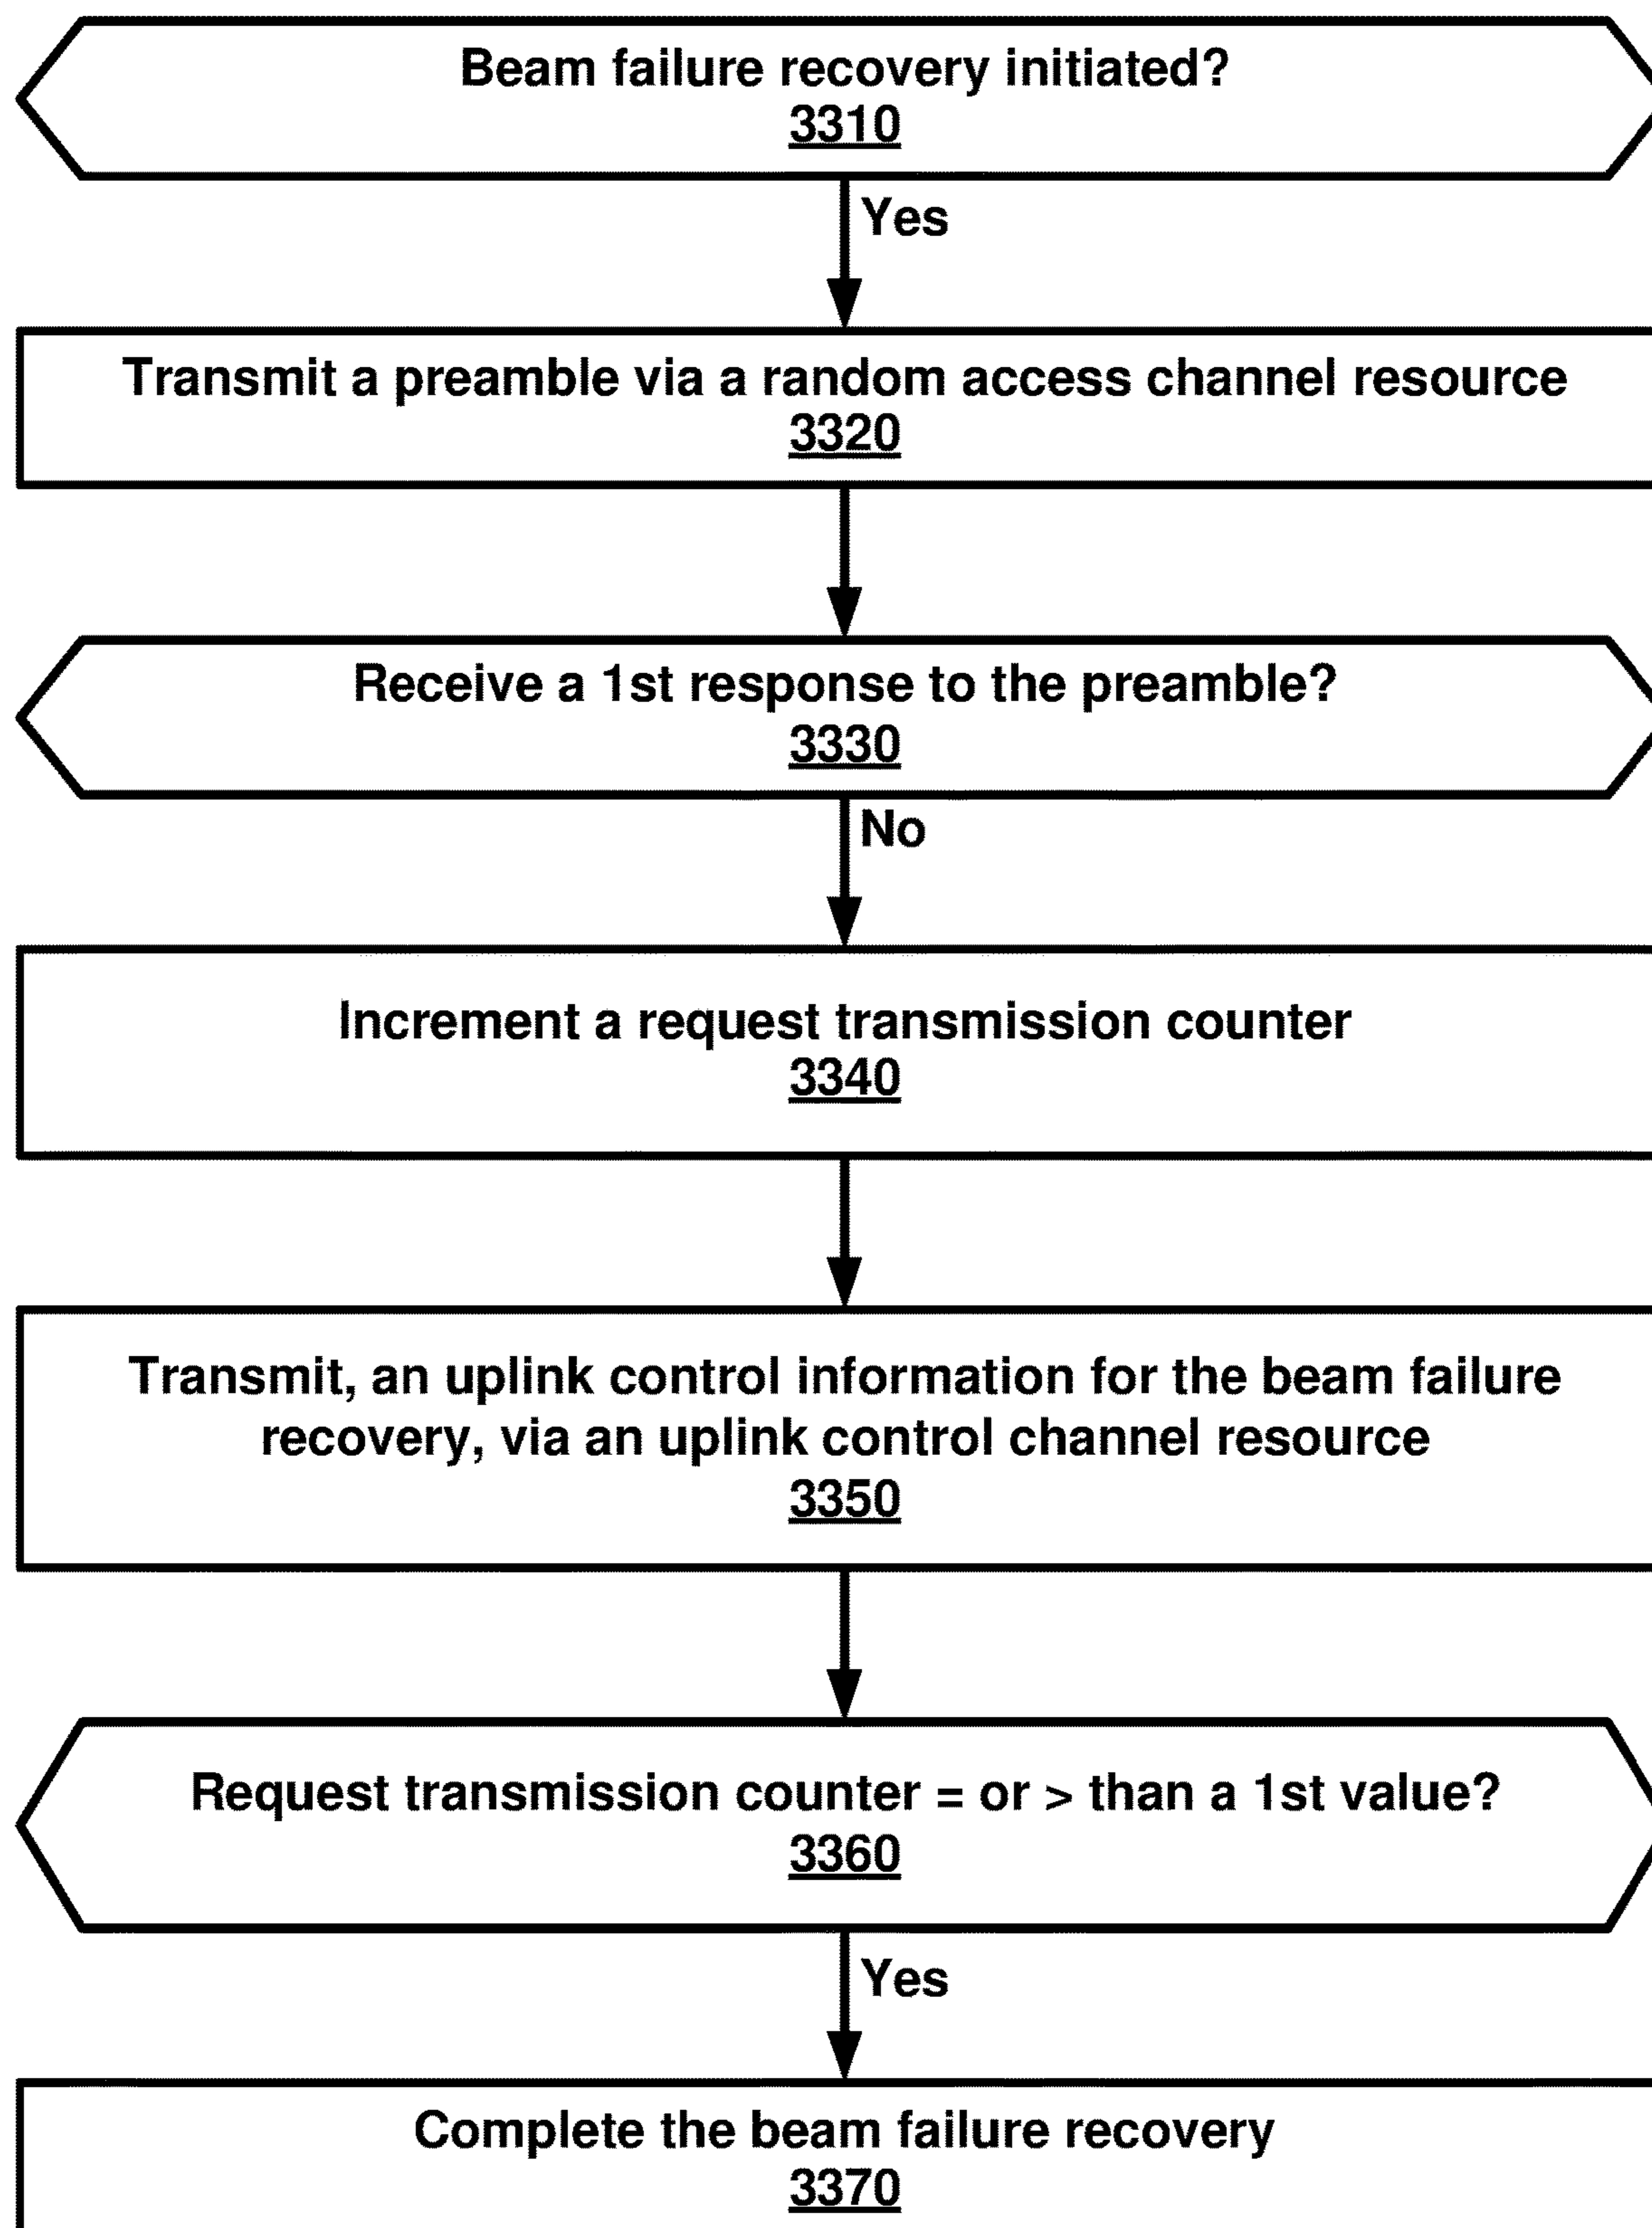 Beam failure recovery initiated?
3310
Yes
Transmit a preamble via a random access channel resource
3320
Receive a 1st response to the preamble?
3330
No
Increment a request transmission counter
3340
Transmit, an uplink control information for the beam failure
recovery, via an uplink control channel resource
3350
Request transmission counter = or > than a 1st value?
3360
Yes
Complete the beam failure recovery
3370